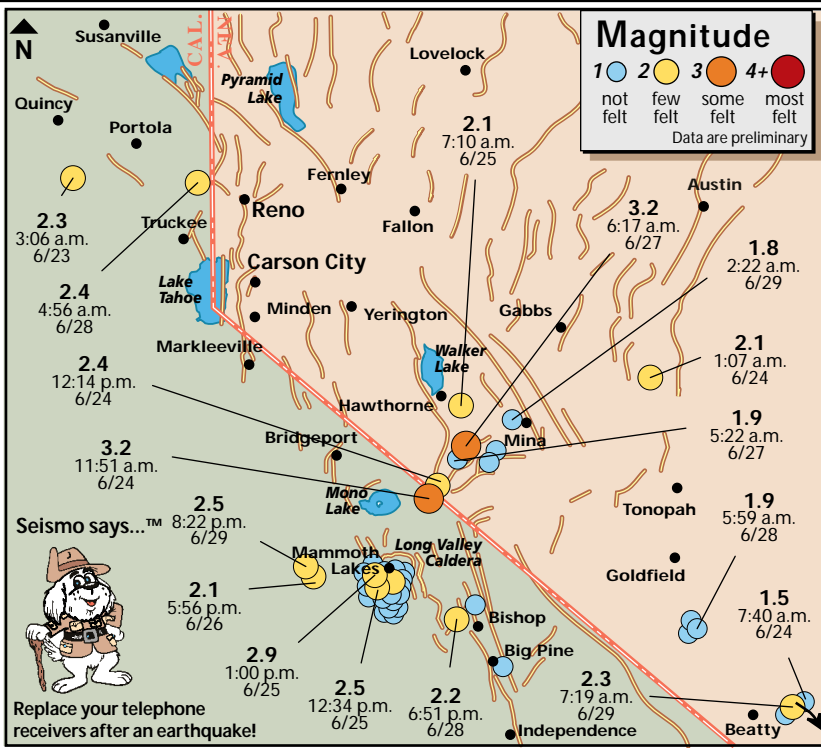 N
Susanville
CAL.
NEV.
Pyramid
Lake
Lovelock
Magnitude
1 2 3 4+
not
felt
few
felt
some
felt
most
felt
Data are preliminary
Quincy
Portola
2.1
7:10 a.m.
6/25
Fernley
Reno
Fallon
Austin
2.3
3:06 a.m.
6/23
Truckee
3.2
6:17 a.m.
6/27
1.8
2:22 a.m.
6/29
Carson City
Lake
Tahoe
2.4
4:56 a.m.
6/28
Minden
Yerington
Gabbs
Markleeville
Walker
Lake
2.1
1:07 a.m.
6/24
2.4
12:14 p.m.
6/24
Hawthorne
Mina
1.9
5:22 a.m.
6/27
Bridgeport
3.2
11:51 a.m.
6/24
Mono
Lake
Tonopah
1.9
5:59 a.m.
6/28
Seismo says...™
2.5
8:22 p.m.
6/29
Mammoth
Lakes
Long Valley
Caldera
Goldfield
2.1
5:56 p.m.
6/26
1.5
7:40 a.m.
6/24
Bishop
Big Pine
2.9
1:00 p.m.
6/25
2.5
12:34 p.m.
6/25
2.2
6:51 p.m.
6/28
2.3
7:19 a.m.
6/29
Independence
Beatty
Replace your telephone
receivers after an earthquake!